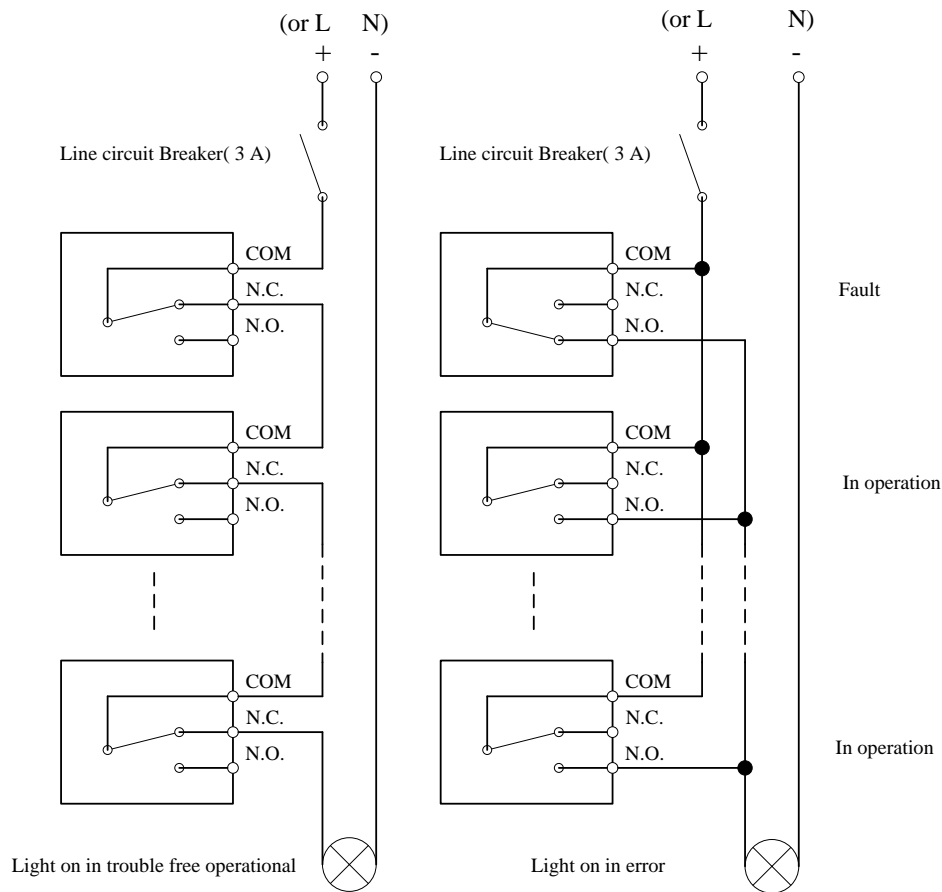 (or L N)
+ -
Line circuit Breaker( 3 A)
COM
N.C.
N.O.
COM
N.C.
N.O.
COM
N.C.
N.O.
Light on in trouble free operational
(or L N)
+ -
Line circuit Breaker( 3 A)
COM
N.C.
N.O.
Fault
COM
N.C.
N.O.
In operation
COM
N.C.
N.O.
In operation
Light on in error